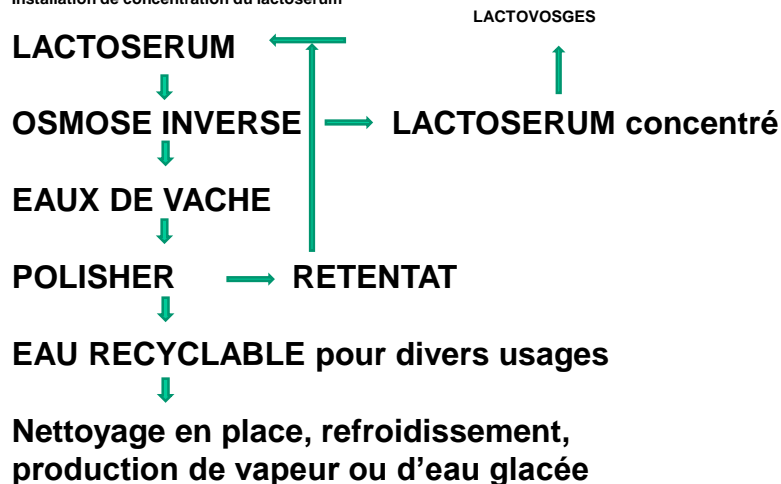 Installation de concentration du lactoserum
LACTOVOSGES
LACTOSERUM
OSMOSE INVERSE
LACTOSERUM concentré
EAUX DE VACHE
POLISHER
RETENTAT
EAU RECYCLABLE pour divers usages
Nettoyage en place, refroidissement,
production de vapeur ou d'eau glacée